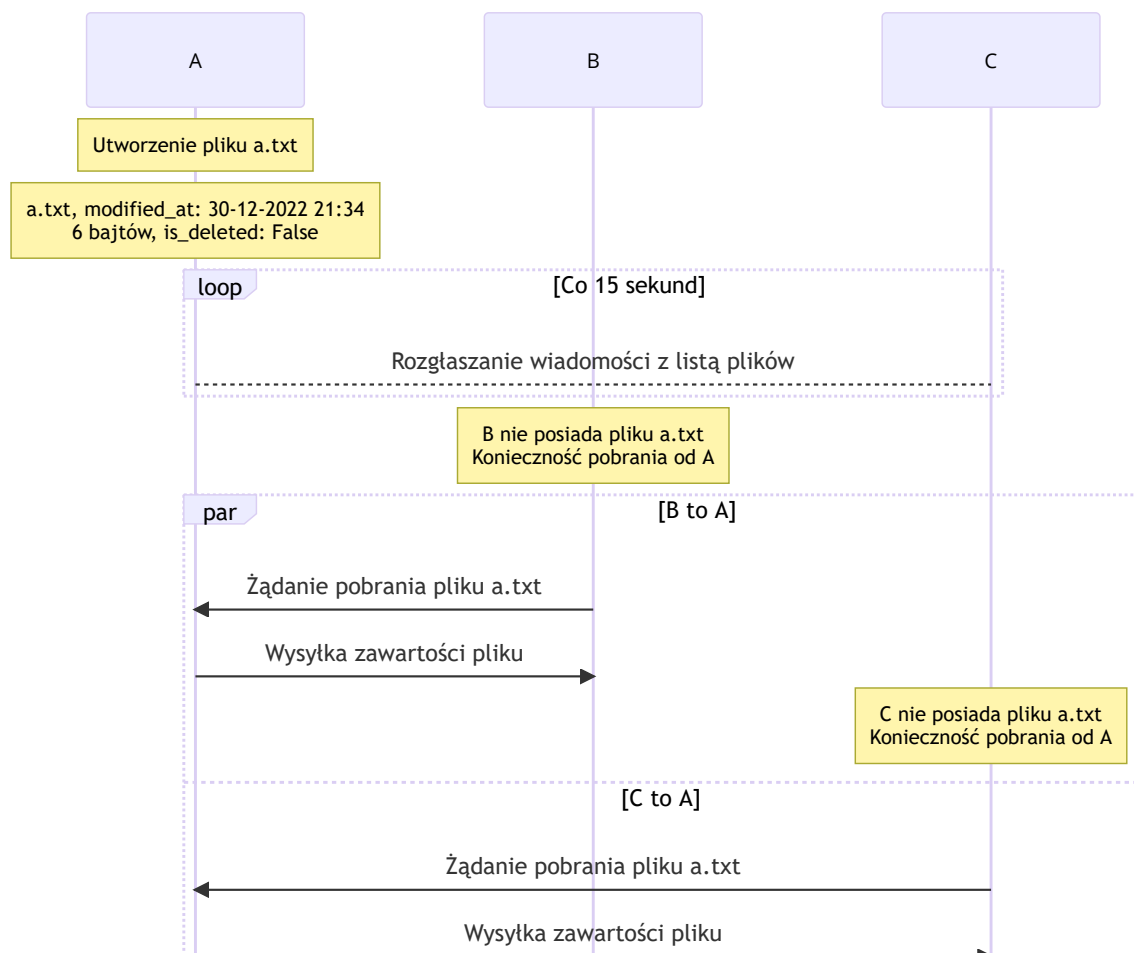 A
B
C
Utworzenie pliku a.txt
a.txt, modified_at: 30-12-2022 21:34
6 bajtów, is_deleted: False
loop
[Co 15 sekund]
Rozgłaszanie wiadomości z listą plików
B nie posiada pliku a.txt
Konieczność pobrania od A
par
[B to A]
Żądanie pobrania pliku a.txt
Wysyłka zawartości pliku
C nie posiada pliku a.txt
Konieczność pobrania od A
[C to A]
Żądanie pobrania pliku a.txt
Wysyłka zawartości pliku